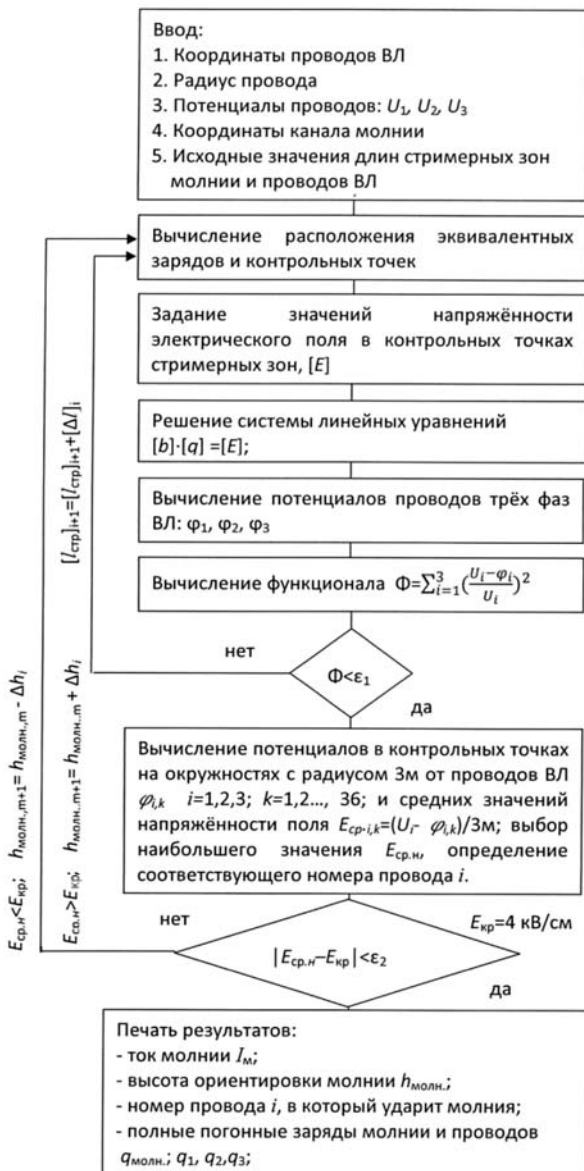 Ввод:
1. Координаты проводов ВЛ
2. Радиус провода
3. Потенциалы проводов: U₁, U₂, U₃
4. Координаты канала молнии
5. Исходные значения длин стримерных зон
молнии и проводов ВЛ
Вычисление расположения эквивалентных
зарядов и контрольных точек
Задание значений напряжённости
электрического поля в контрольных точках
стримерных зон, [E]
Решение системы линейных уравнений
[b]·[q] =[E];
Вычисление потенциалов проводов трёх фаз
ВЛ: φ₁, φ₂, φ₃
Вычисление функционала Φ=∑³ᵢ₌₁((Uᵢ−φᵢ)/Uᵢ)²
нет
Φ<ε₁
да
[lстр]i+1=[lстр]i+1+[Δl]i
Вычисление потенциалов в контрольных точках
на окружностях с радиусом 3м от проводов ВЛ
φi,k i=1,2,3; k=1,2..., 36; и средних значений
напряжённости поля Eср-i,k=(Ui- φi,k)/3м; выбор
наибольшего значения Eср.н, определение
соответствующего номера провода i.
нет
Eкр=4 кВ/см
|Eср.н−Eкр|<ε₂
да
Eср.н<Eкр; hмолн.,m+1= hмолн.,m - Δhi
Eср.н>Eкр; hмолн..m+1= hмолн..m + Δhi
Печать результатов:
- ток молнии Iм;
- высота ориентировки молнии hмолн.;
- номер провода i, в который ударит молния;
- полные погонные заряды молнии и проводов
qмолн.; q₁, q₂,q₃;